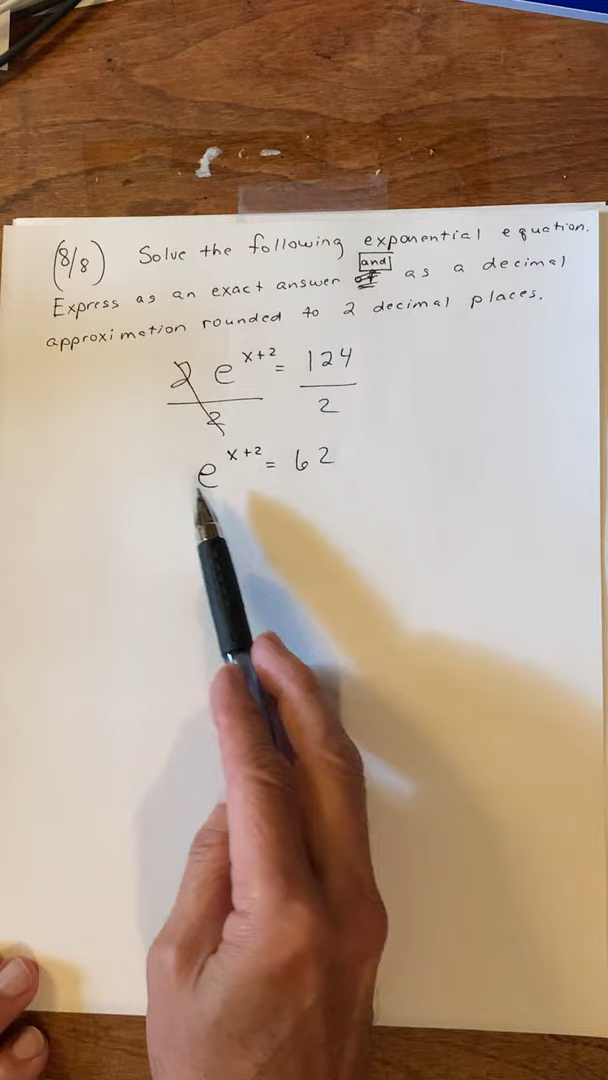 (8/8) Solve the following exponential equation.
and
Express as an exact answer as a decimal
approximation rounded to 2 decimal places.
2 e^x+2 = 124
2 2
e^x+2 = 62